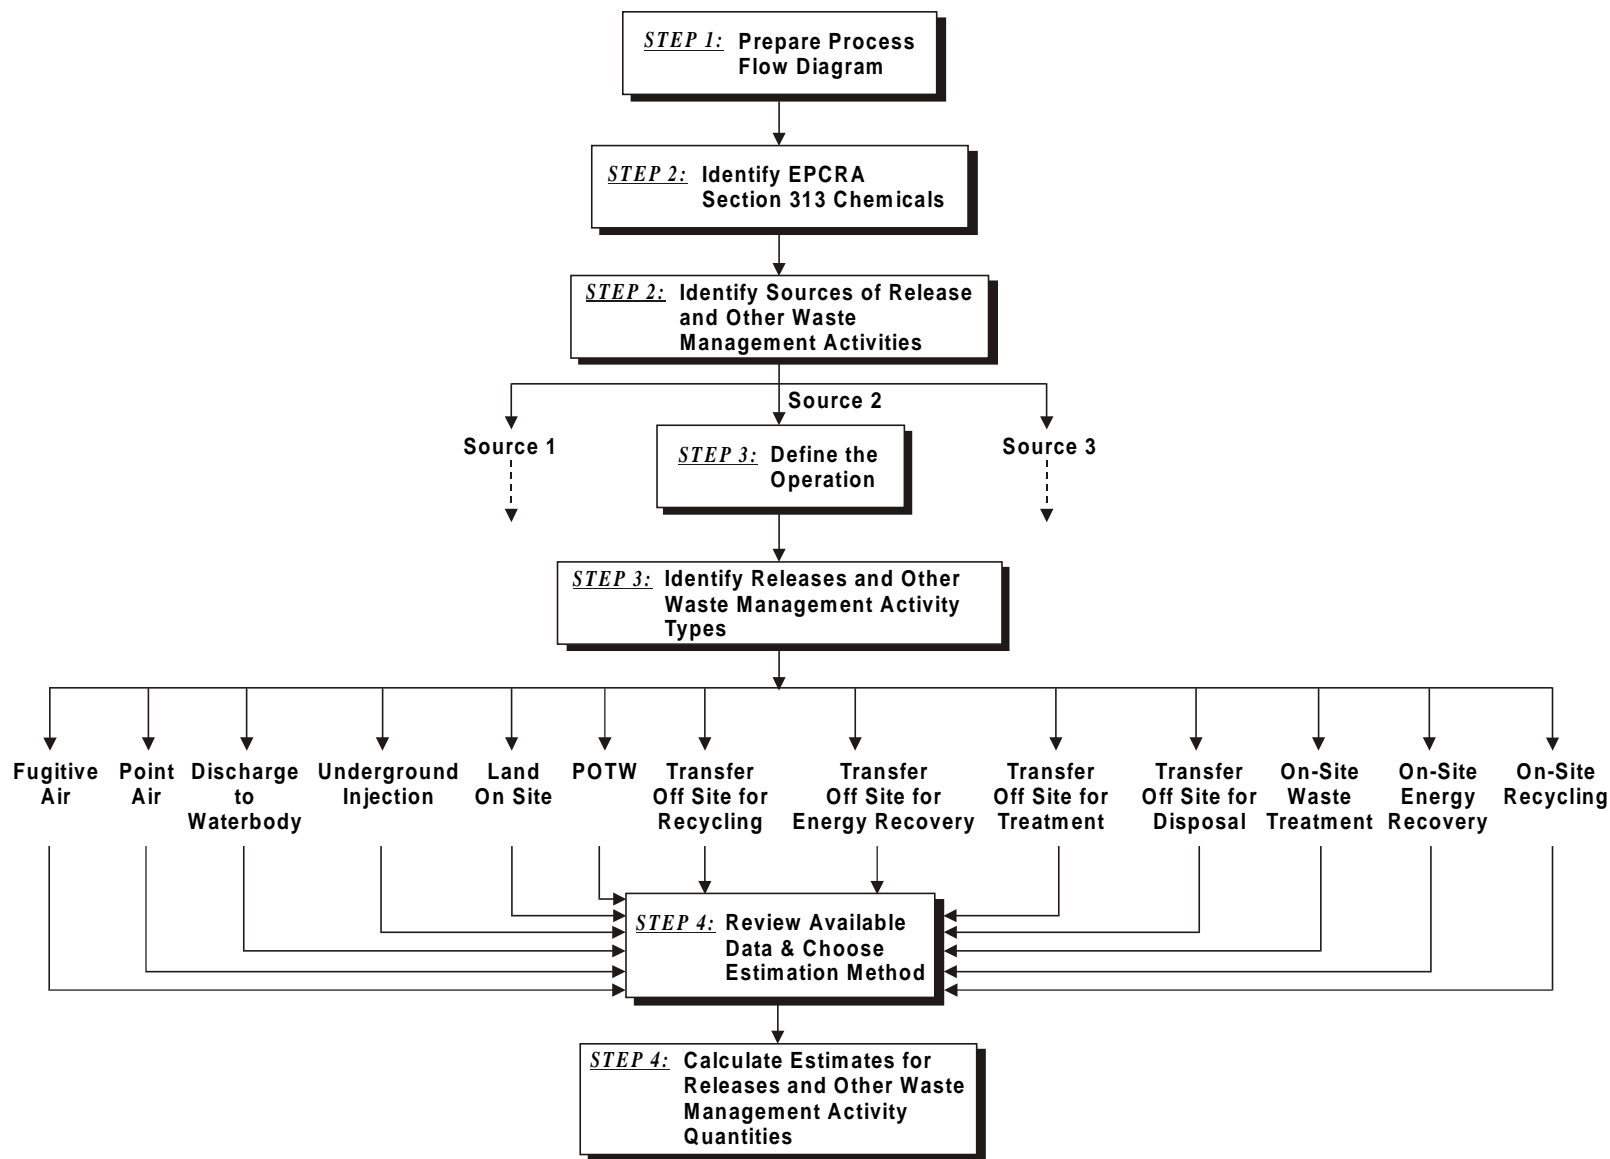 STEP 1: Prepare Process
Flow Diagram
STEP 2: Identify EPCRA
Section 313 Chemicals
STEP 2: Identify Sources of Release
and Other Waste
Management Activities
Source 2
Source 1
STEP 3: Define the
Operation
Source 3
STEP 3: Identify Releases and Other
Waste Management Activity
Types
Fugitive
Air
Point
Air
Discharge
to
Waterbody
Underground
Injection
Land
On Site
POTW
Transfer
Off Site for
Recycling
Transfer
Off Site for
Energy Recovery
Transfer
Off Site for
Treatment
Transfer
Off Site for
Disposal
On-Site
Waste
Treatment
On-Site
Energy
Recovery
On-Site
Recycling
STEP 4: Review Available
Data & Choose
Estimation Method
STEP 4: Calculate Estimates for
Releases and Other Waste
Management Activity
Quantities